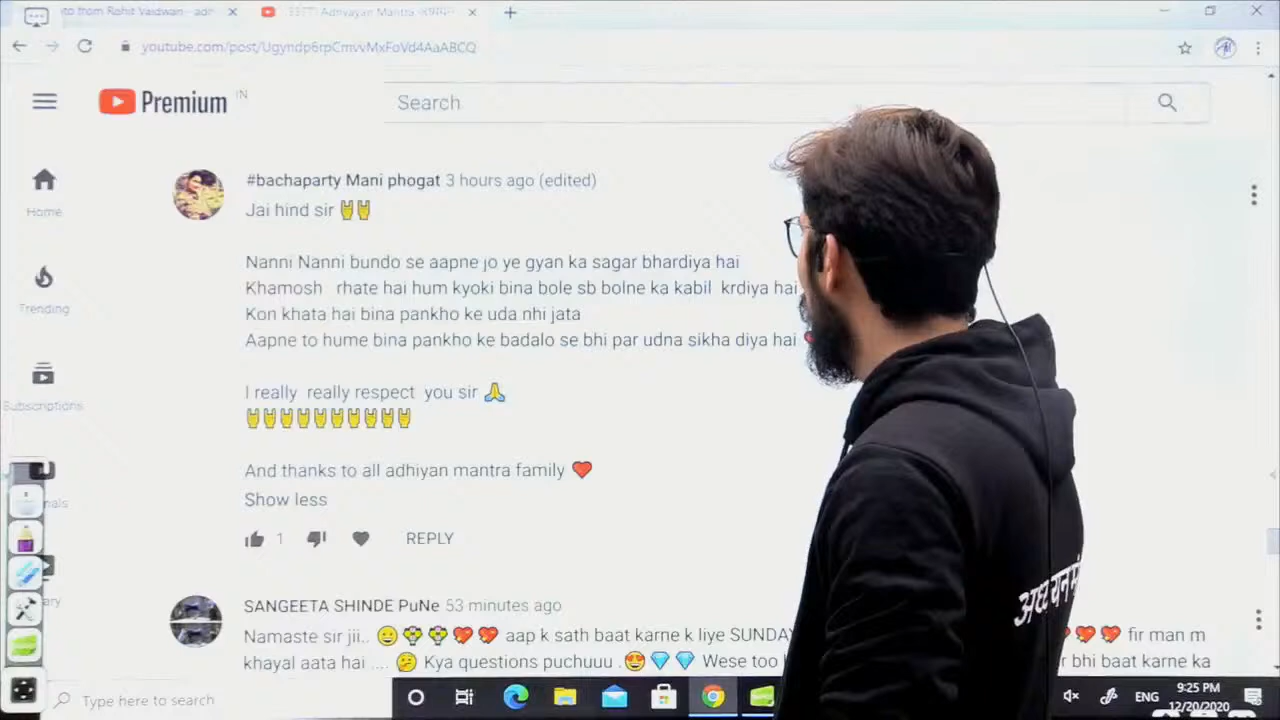 to from Rohit Vaidwan - adh
Adhyayan Mantra
youtube.com/post/Ugyndp6rpCmvvMxFoVd4AaABCQ
Premium IN
Search
Home
Trending
Subscriptions
#bachaparty Mani phogat 3 hours ago (edited)
Jai hind sir 🤘🤘
Nanni Nanni bundo se aapne jo ye gyan ka sagar bhardiya hai
Khamosh rhate hai hum kyoki bina bole sb bolne ka kabil krdiya hai
Kon khata hai bina pankho ke uda nhi jata
Aapne to hume bina pankho ke badalo se bhi par udna sikha diya hai
I really really respect you sir 🙏
🤘🤘🤘🤘🤘🤘🤘🤘🤘🤘
And thanks to all adhiyan mantra family ❤️
Show less
1 REPLY
SANGEETA SHINDE PuNe 53 minutes ago
Namaste sir jii.. aap k sath baat karne k liye SUNDAY fir man m
khayal aata hai .... Kya questions puchuuu . Wese too bhi baat karne ka
अध्ययन मं
Type here to search
ENG
9:25 PM
12/20/2020